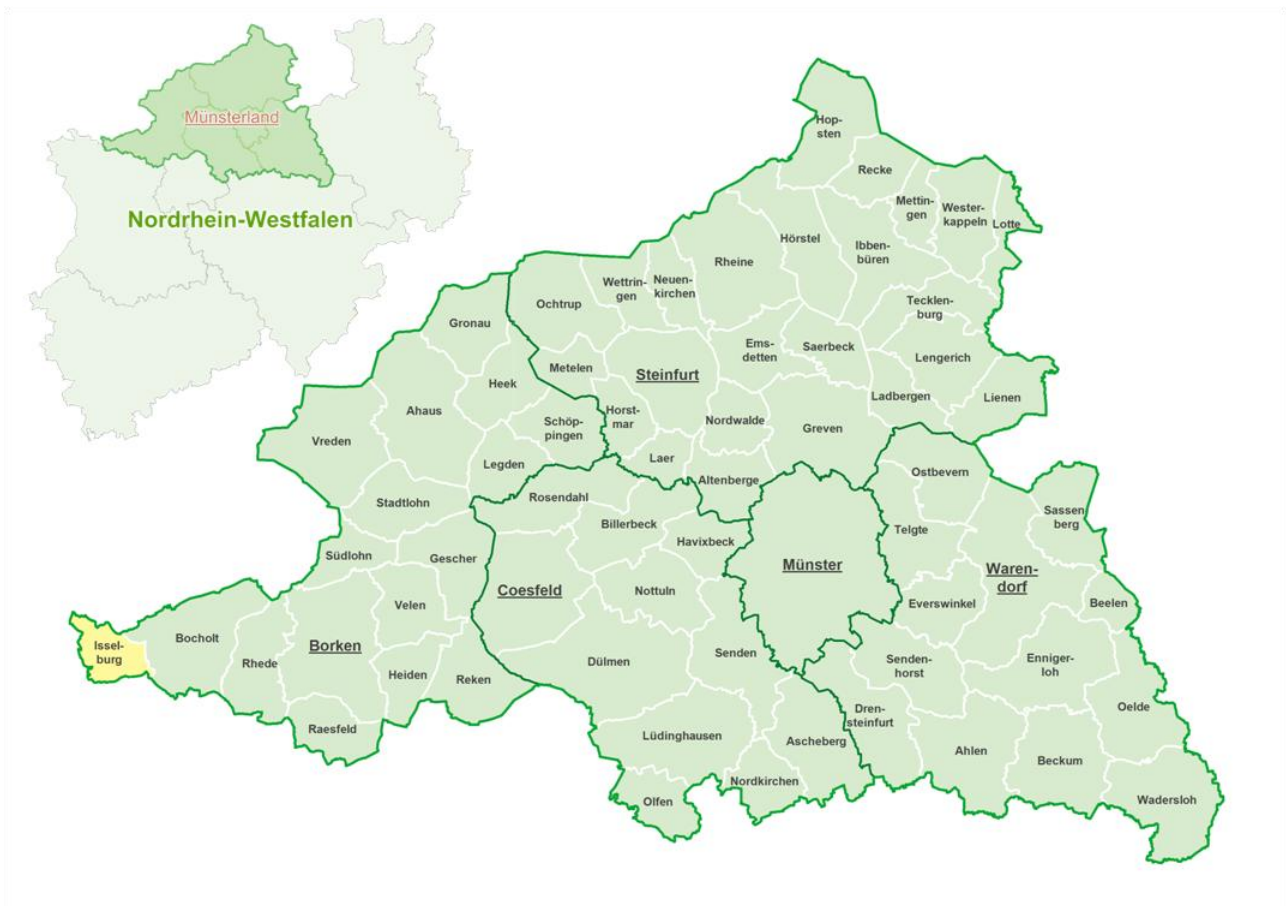 Münsterland
Nordrhein-Westfalen
Hop-
sten
Recke
Mettin-
gen
Wester-
kappeln
Lotte
Hörstel
Ibben-
büren
Rheine
Wettrin-
gen
Neuen-
kirchen
Ochtrup
Tecklen-
burg
Gronau
Ems-
detten
Saerbeck
Lengerich
Metelen
Steinfurt
Heek
Ladbergen
Lienen
Ahaus
Horst-
mar
Nordwalde
Greven
Schöp-
pingen
Vreden
Laer
Legden
Altenberge
Ostbevern
Stadtlohn
Rosendahl
Billerbeck
Sassen
berg
Telgte
Havixbeck
Südlohn
Gescher
Münster
Waren-
dorf
Coesfeld
Nottuln
Velen
Everswinkel
Beelen
Issel-
burg
Bocholt
Borken
Rhede
Senden
Dülmen
Senden-
horst
Enniger-
loh
Heiden
Reken
Oelde
Raesfeld
Dren-
steinfurt
Lüdinghausen
Ascheberg
Ahlen
Beckum
Nordkirchen
Olfen
Wadersloh